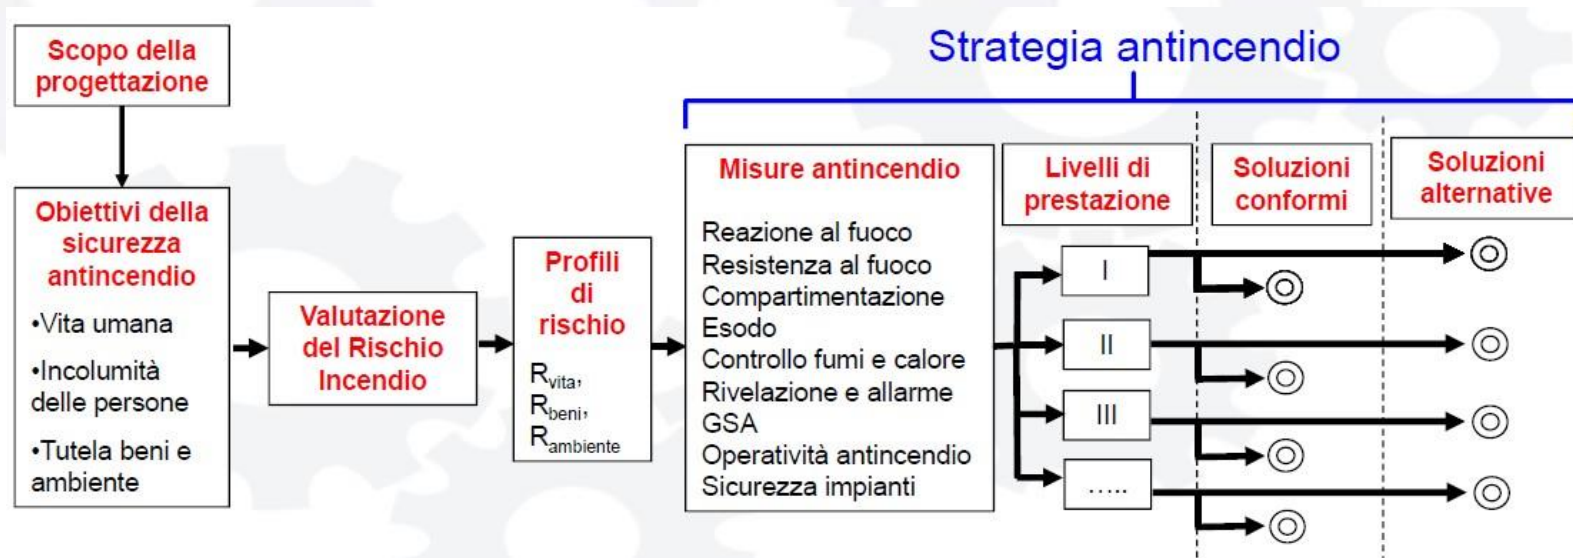 Strategia antincendio
Scopo della
progettazione
Obiettivi della
sicurezza
antincendio
•Vita umana
•Incolumità
delle persone
•Tutela beni e
ambiente
Valutazione
del Rischio
Incendio
Profili
di
rischio
Rvita,
Rbeni,
Rambiente
Misure antincendio
Reazione al fuoco
Resistenza al fuoco
Compartimentazione
Esodo
Controllo fumi e calore
Rivelazione e allarme
GSA
Operatività antincendio
Sicurezza impianti
Livelli di
prestazione
I
II
III
.....
Soluzioni
conformi
Soluzioni
alternative